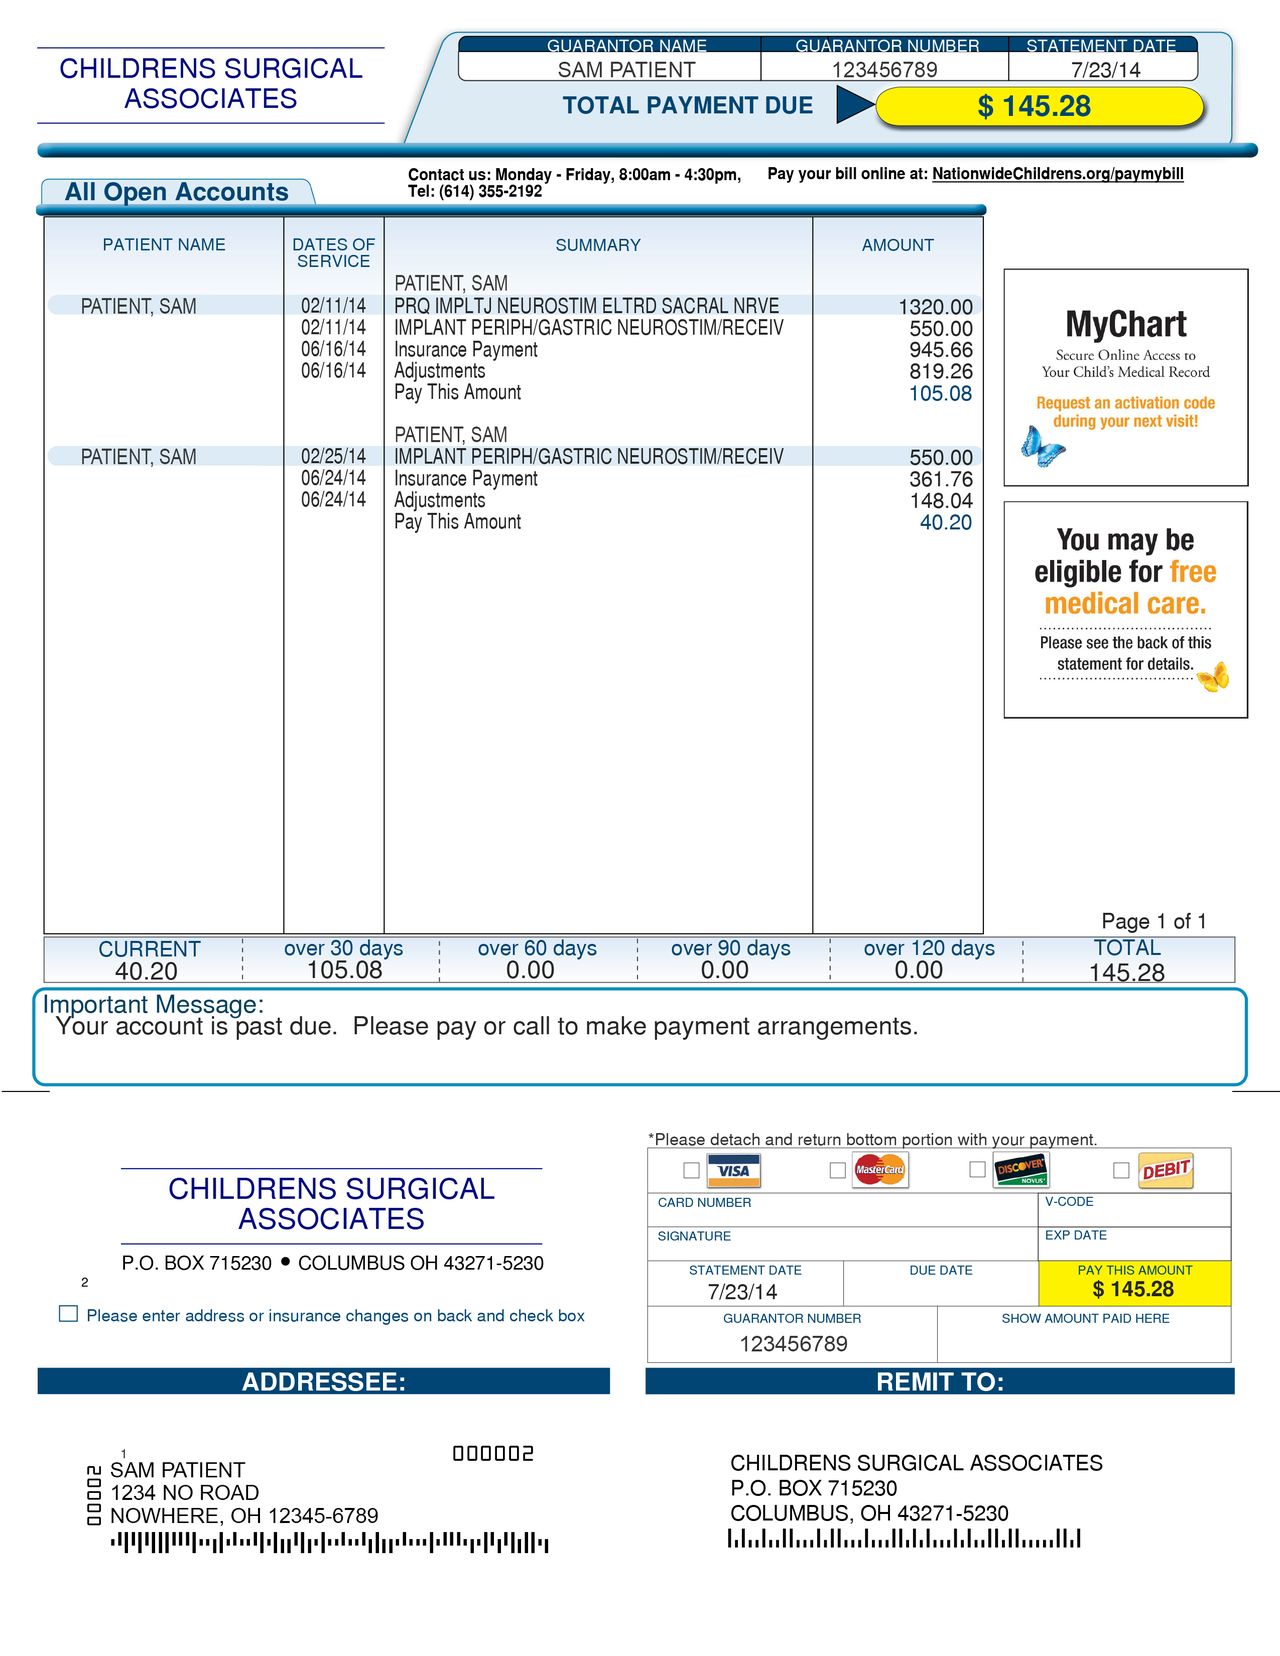 CHILDRENS SURGICAL
ASSOCIATES
GUARANTOR NAME GUARANTOR NUMBER STATEMENT DATE
SAM PATIENT 123456789 7/23/14
TOTAL PAYMENT DUE $ 145.28
Contact us: Monday - Friday, 8:00am - 4:30pm,
Tel: (614) 355-2192
Pay your bill online at: NationwideChildrens.org/paymybill
All Open Accounts
PATIENT NAME DATES OF SERVICE SUMMARY AMOUNT
PATIENT, SAM
PATIENT, SAM 02/11/14 PRQ IMPLTJ NEUROSTIM ELTRD SACRAL NRVE 1320.00
02/11/14 IMPLANT PERIPH/GASTRIC NEUROSTIM/RECEIV 550.00
06/16/14 Insurance Payment 945.66
06/16/14 Adjustments 819.26
Pay This Amount 105.08
PATIENT, SAM
PATIENT, SAM 02/25/14 IMPLANT PERIPH/GASTRIC NEUROSTIM/RECEIV 550.00
06/24/14 Insurance Payment 361.76
06/24/14 Adjustments 148.04
Pay This Amount 40.20
MyChart
Secure Online Access to
Your Child's Medical Record
Request an activation code
during your next visit!
You may be
eligible for free
medical care.
Please see the back of this
statement for details.
Page 1 of 1
CURRENT over 30 days over 60 days over 90 days over 120 days TOTAL
40.20 105.08 0.00 0.00 0.00 145.28
Important Message:
Your account is past due. Please pay or call to make payment arrangements.
*Please detach and return bottom portion with your payment.
VISA MasterCard DISCOVER NOVUS DEBIT
CARD NUMBER V-CODE
SIGNATURE EXP DATE
STATEMENT DATE DUE DATE PAY THIS AMOUNT
7/23/14 $ 145.28
GUARANTOR NUMBER SHOW AMOUNT PAID HERE
123456789
CHILDRENS SURGICAL
ASSOCIATES
P.O. BOX 715230 ● COLUMBUS OH 43271-5230
2
Please enter address or insurance changes on back and check box
ADDRESSEE:
000002
1
00002
SAM PATIENT
1234 NO ROAD
NOWHERE, OH 12345-6789
REMIT TO:
CHILDRENS SURGICAL ASSOCIATES
P.O. BOX 715230
COLUMBUS, OH 43271-5230